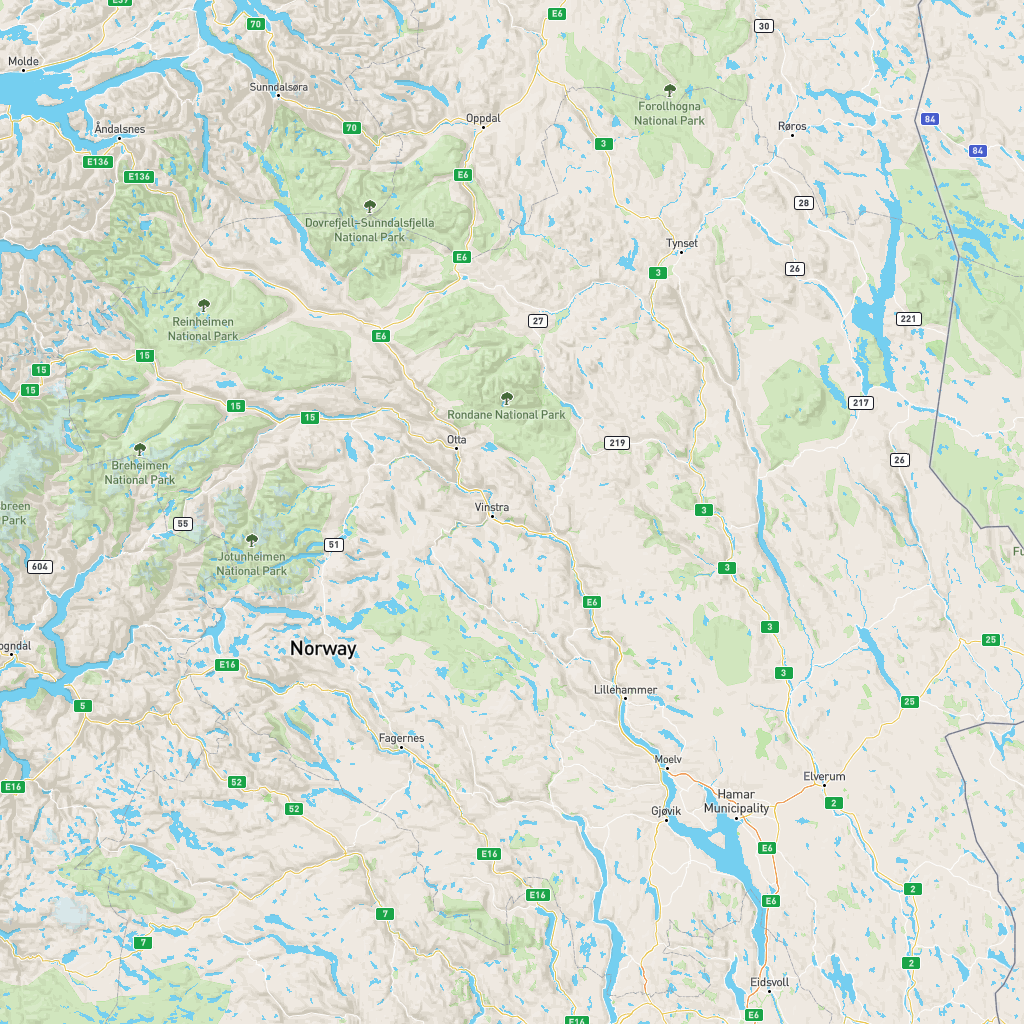 E39
70
E6
30
Molde
Sunndalsøra
Forollhogna
National Park
Oppdal
84
Åndalsnes
70
3
Røros
84
E136
E136
E6
28
Dovrefjell-Sunndalsfjella
National Park
Tynset
E6
3
26
Reinheimen
National Park
27
221
E6
15
15
15
15
15
Rondane National Park
217
Otta
219
Breheimen
National Park
26
breen
Park
Vinstra
3
55
51
Jotunheimen
National Park
604
3
E6
3
Norway
25
ogndal
E16
3
Lillehammer
5
25
Fagernes
Moelv
E16
52
Elverum
Hamar
Municipality
2
52
Gjøvik
E6
E16
2
E16
E6
7
7
2
Eidsvoll
E6
E16